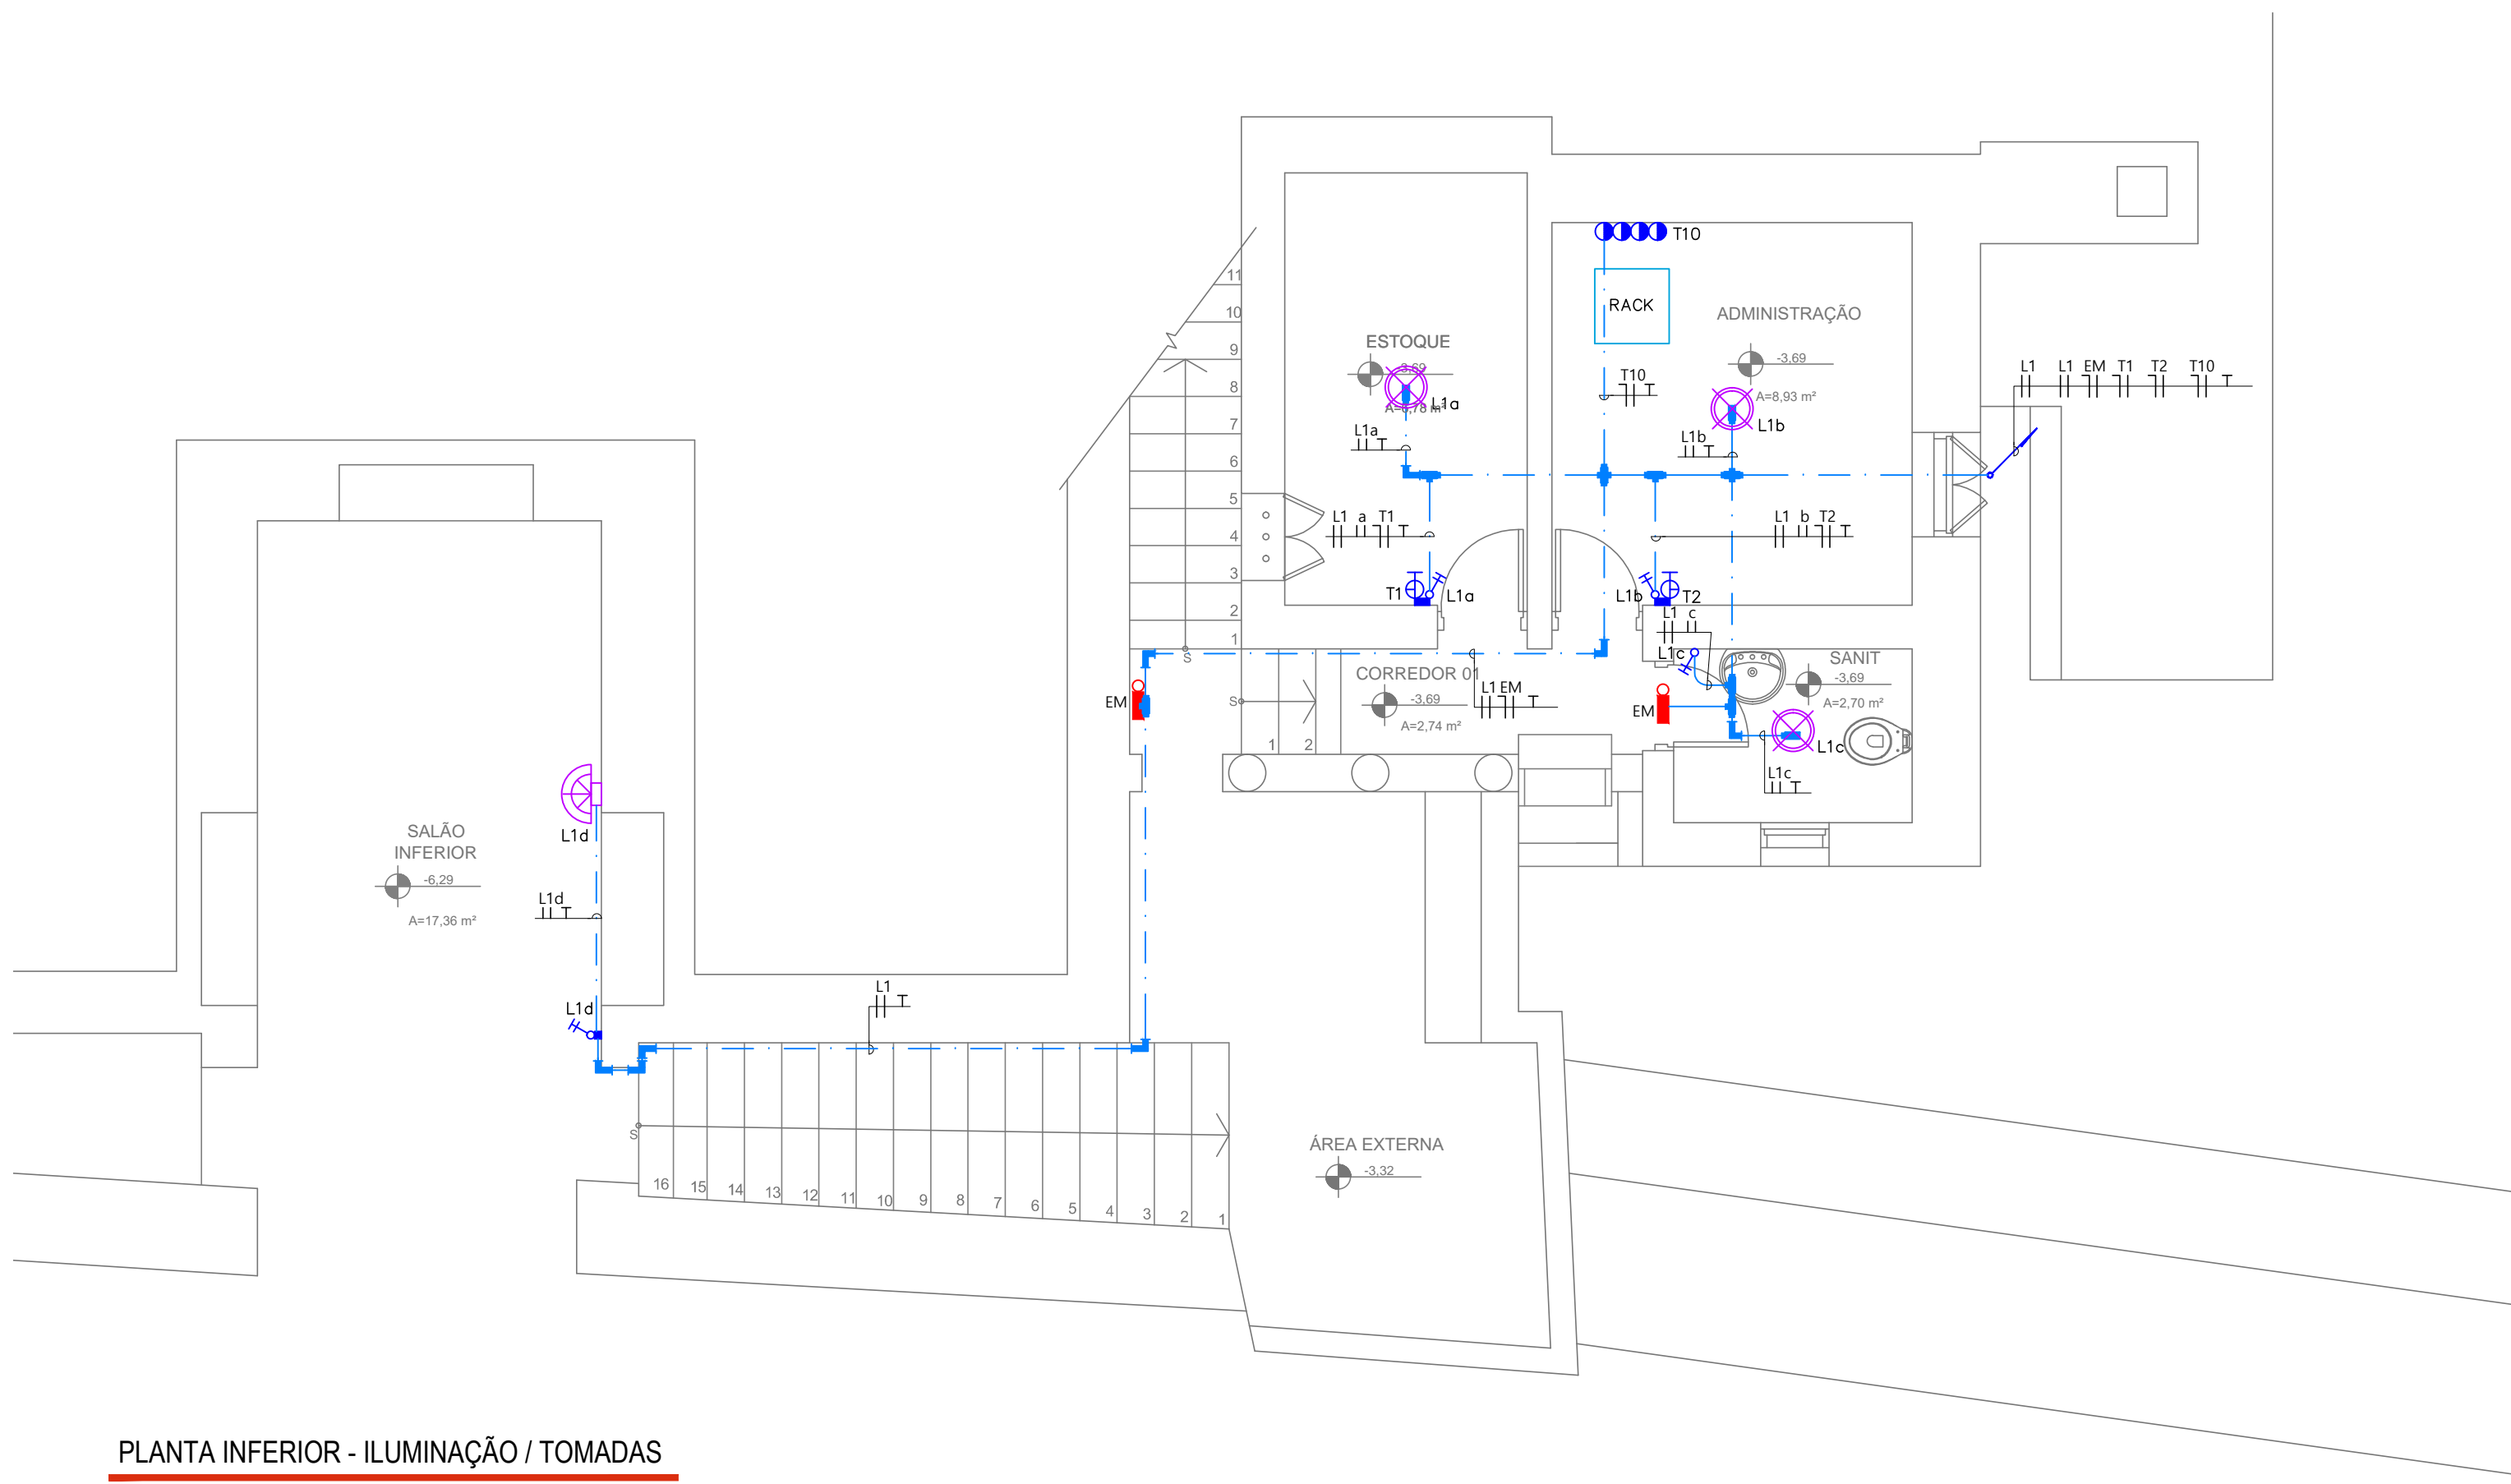 11
10
9
8
7
6
5
4
3
2
1
S
ESTOQUE
-3,69
L1a
L1a
T
L1 a T1
T
T1
L1a
T10
RACK
ADMINISTRAÇÃO
-3,69
A=8,93 m²
T10
T
L1b
L1b
T
L1 b T2
T
L1b
T2
L1 c
L1c
L1 L1 EM T1 T2 T10
T
SANIT
-3,69
A=2,70 m²
EM
L1c
L1c
T
CORREDOR 01
-3,69
A=2,74 m²
S
1
2
L1 EM
T
EM
L1d
SALÃO
INFERIOR
-6,29
A=17,36 m²
L1d
T
L1d
L1
T
S
16
15
14
13
12
11
10
9
8
7
6
5
4
3
2
1
ÁREA EXTERNA
-3,32
PLANTA INFERIOR - ILUMINAÇÃO / TOMADAS